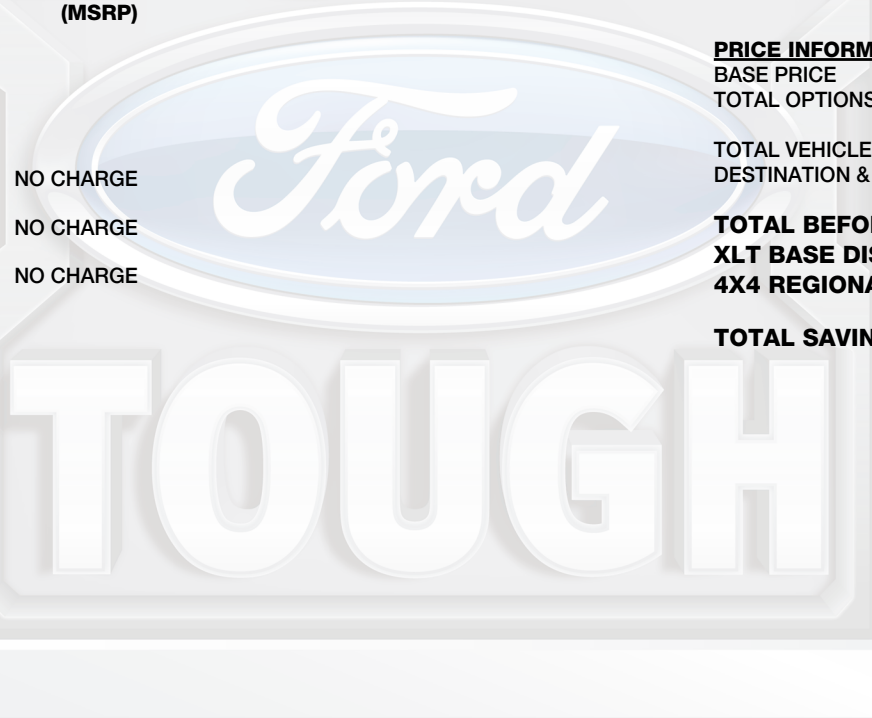 (MSRP)
NO CHARGE
NO CHARGE
NO CHARGE
Ford
TOUGH
PRICE INFORM
BASE PRICE
TOTAL OPTIONS
TOTAL VEHICLE
DESTINATION &
TOTAL BEFO
XLT BASE DIS
4X4 REGIONA
TOTAL SAVIN